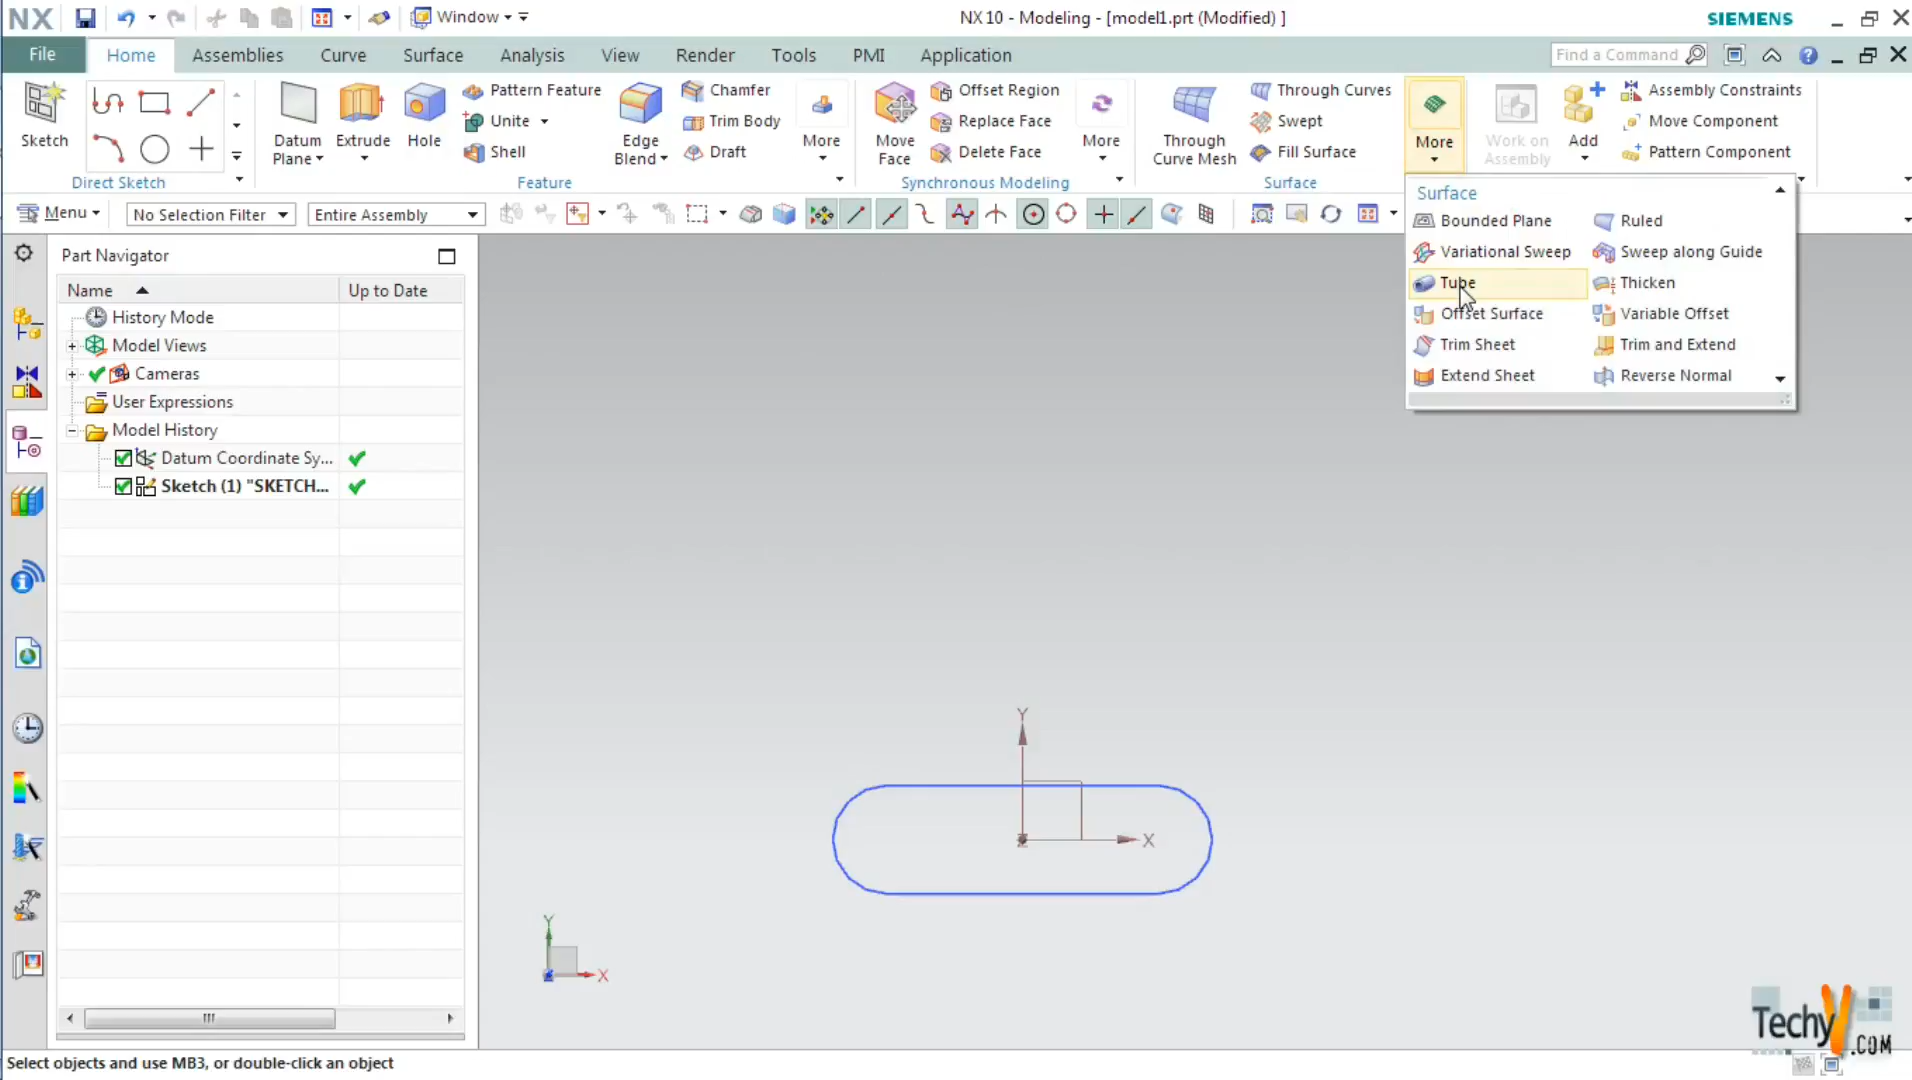 NX Window NX 10 - Modeling - [model1.prt (Modified) ] SIEMENS
File Home Assemblies Curve Surface Analysis View Render Tools PMI Application Find a Command
Sketch
Direct Sketch
Datum Plane
Extrude
Hole
Pattern Feature
Unite
Shell
Edge Blend
Chamfer
Trim Body
Draft
More
Feature
Move Face
Offset Region
Replace Face
Delete Face
More
Synchronous Modeling
Through Curve Mesh
Through Curves
Swept
Fill Surface
Surface
More
Work on Assembly
Add
Assembly Constraints
Move Component
Pattern Component
Menu No Selection Filter Entire Assembly
Surface
Bounded Plane Ruled
Variational Sweep Sweep along Guide
Tube Thicken
Offset Surface Variable Offset
Trim Sheet Trim and Extend
Extend Sheet Reverse Normal
Part Navigator
Name Up to Date
History Mode
Model Views
Cameras
User Expressions
Model History
Datum Coordinate Sy...
Sketch (1) "SKETCH...
Y
X
Z
Y
X
Z
Select objects and use MB3, or double-click an object
TechyV
.COM